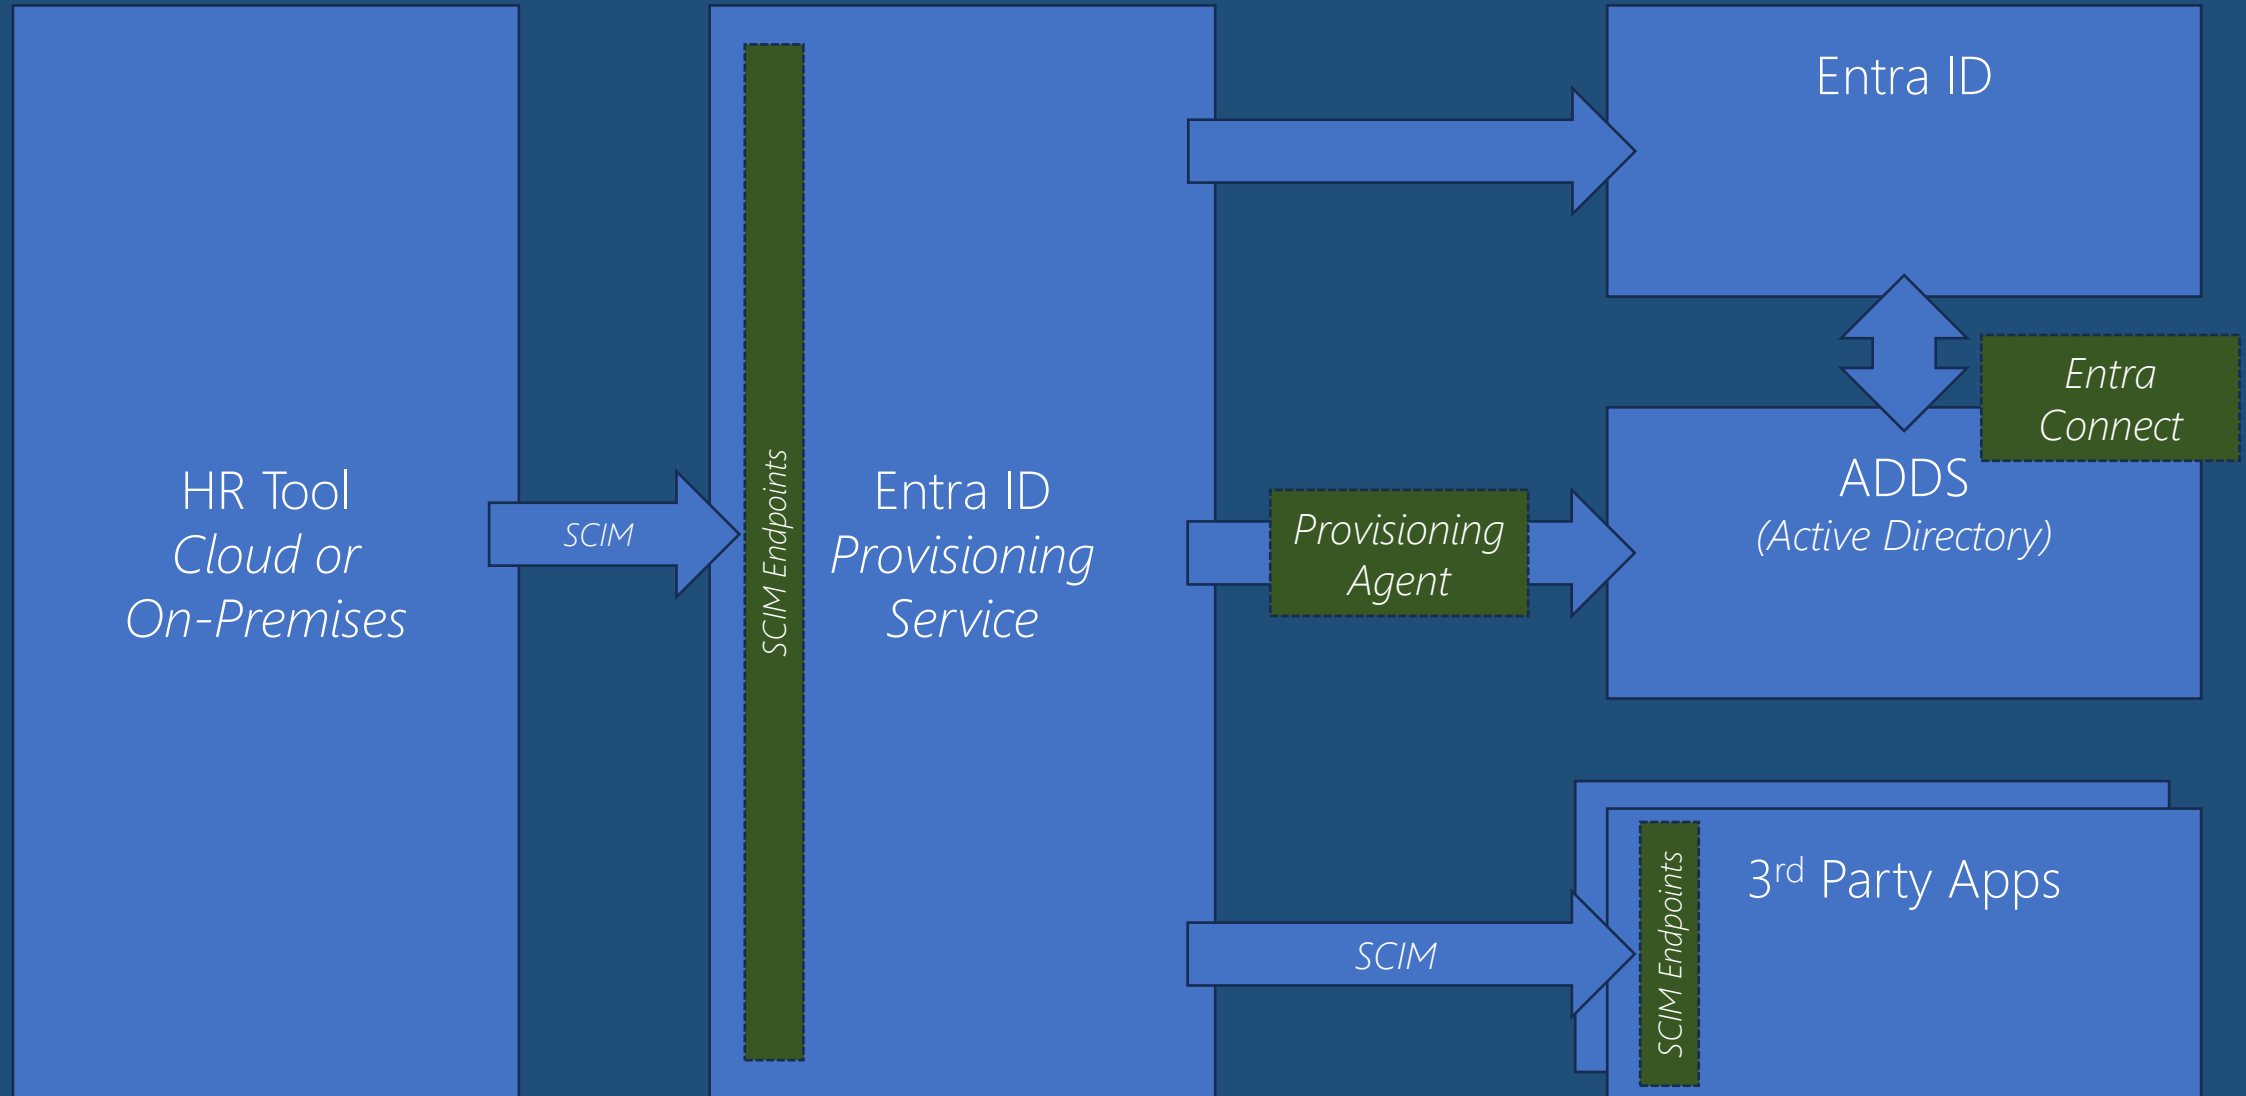 HR Tool
Cloud or
On-Premises
SCIM
SCIM Endpoints
Entra ID
Provisioning
Service
Entra ID
Entra
Connect
Provisioning
Agent
ADDS
(Active Directory)
SCIM
SCIM Endpoints
3rd Party Apps